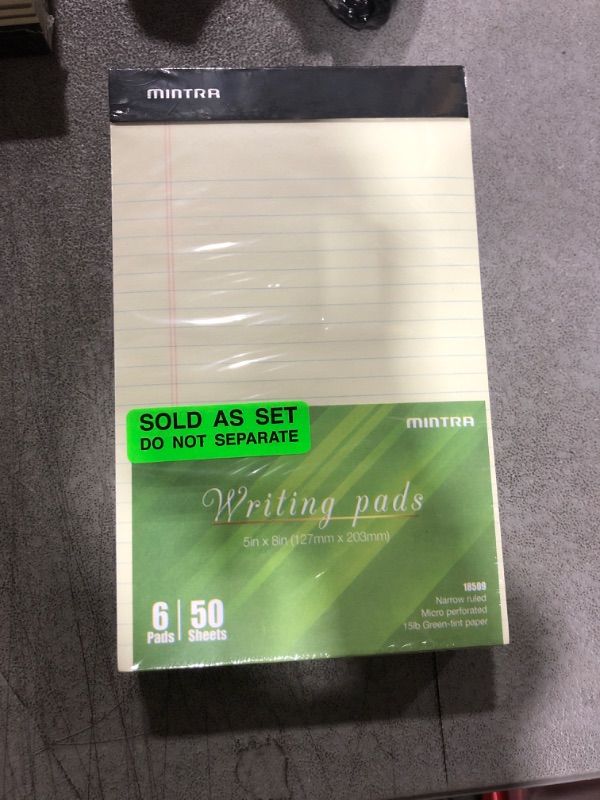 MINTRA
SOLD AS SET
DO NOT SEPARATE
MINTRA
Writing pads
5in x 8in (127mm x 203mm)
6 Pads
50 Sheets
18509
Narrow ruled
Micro perforated
15lb Green-tint paper